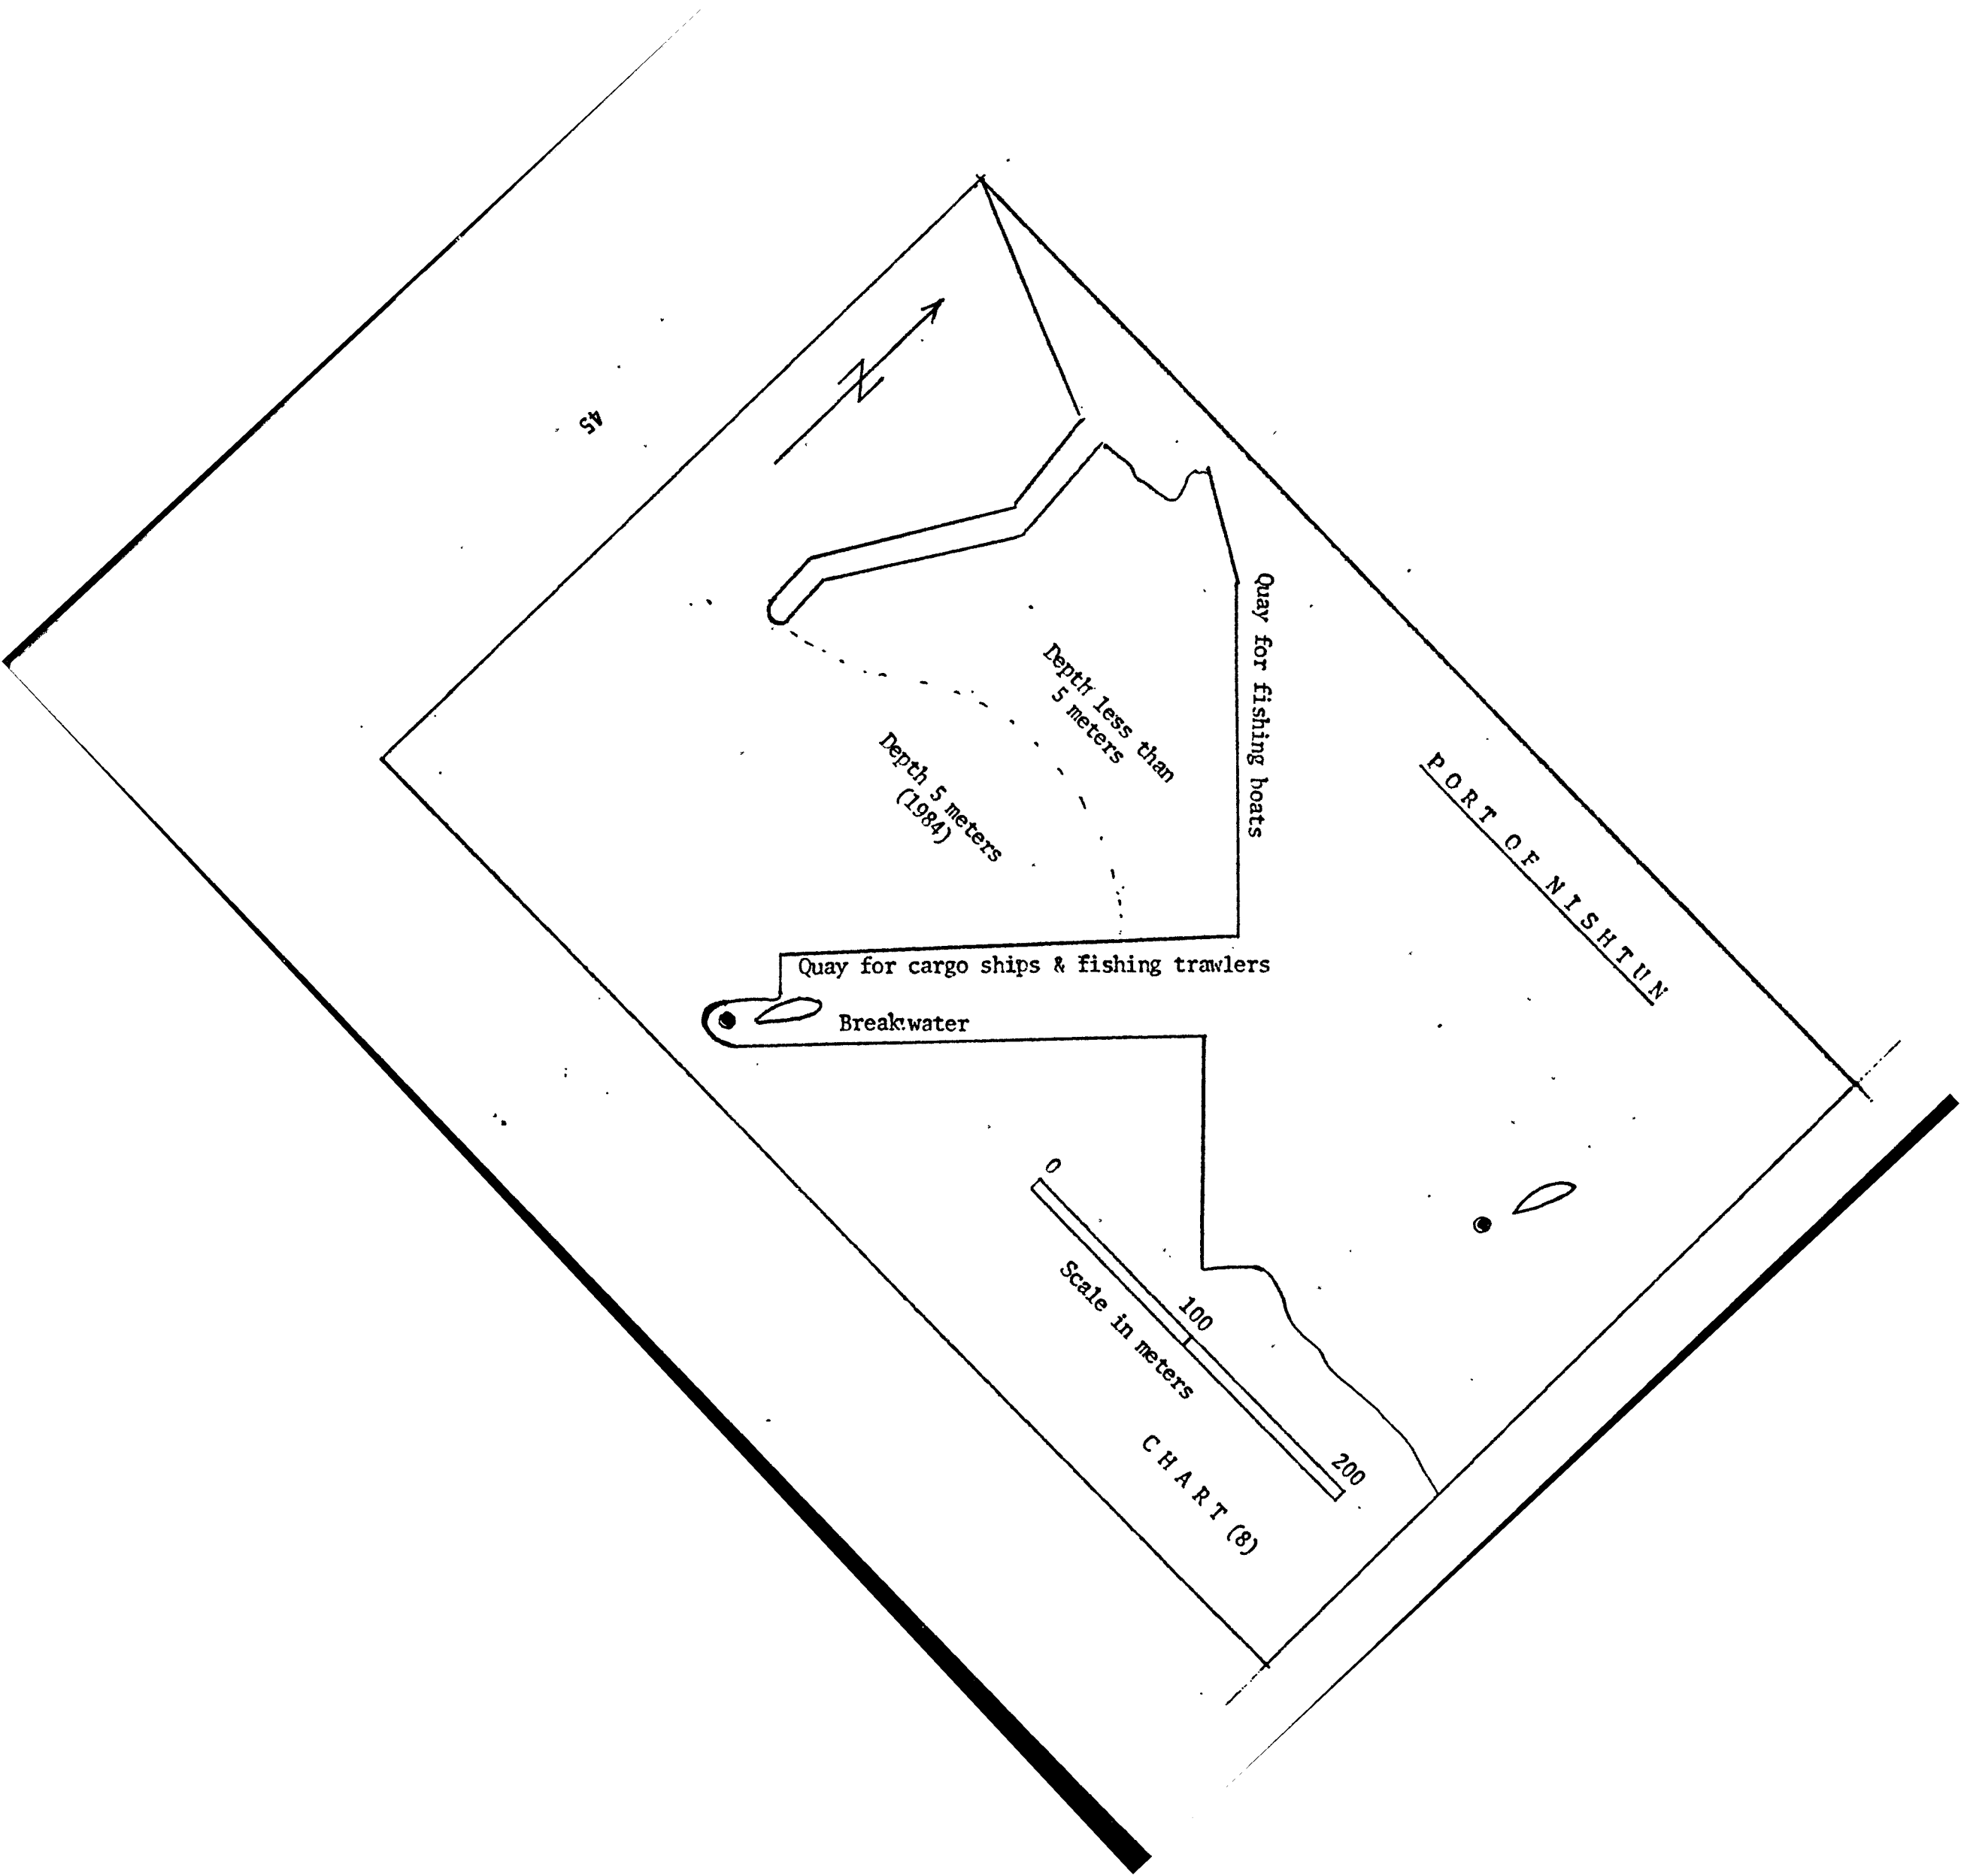 45
PORT OF NISHTUN
N
Quay for fishing boats
Depth less than
5 meters
Depth 5 meters
(1984)
Quay for cargo ships & fishing trawlers
Breakwater
0
100
200
Scale in meters
CHART (8)